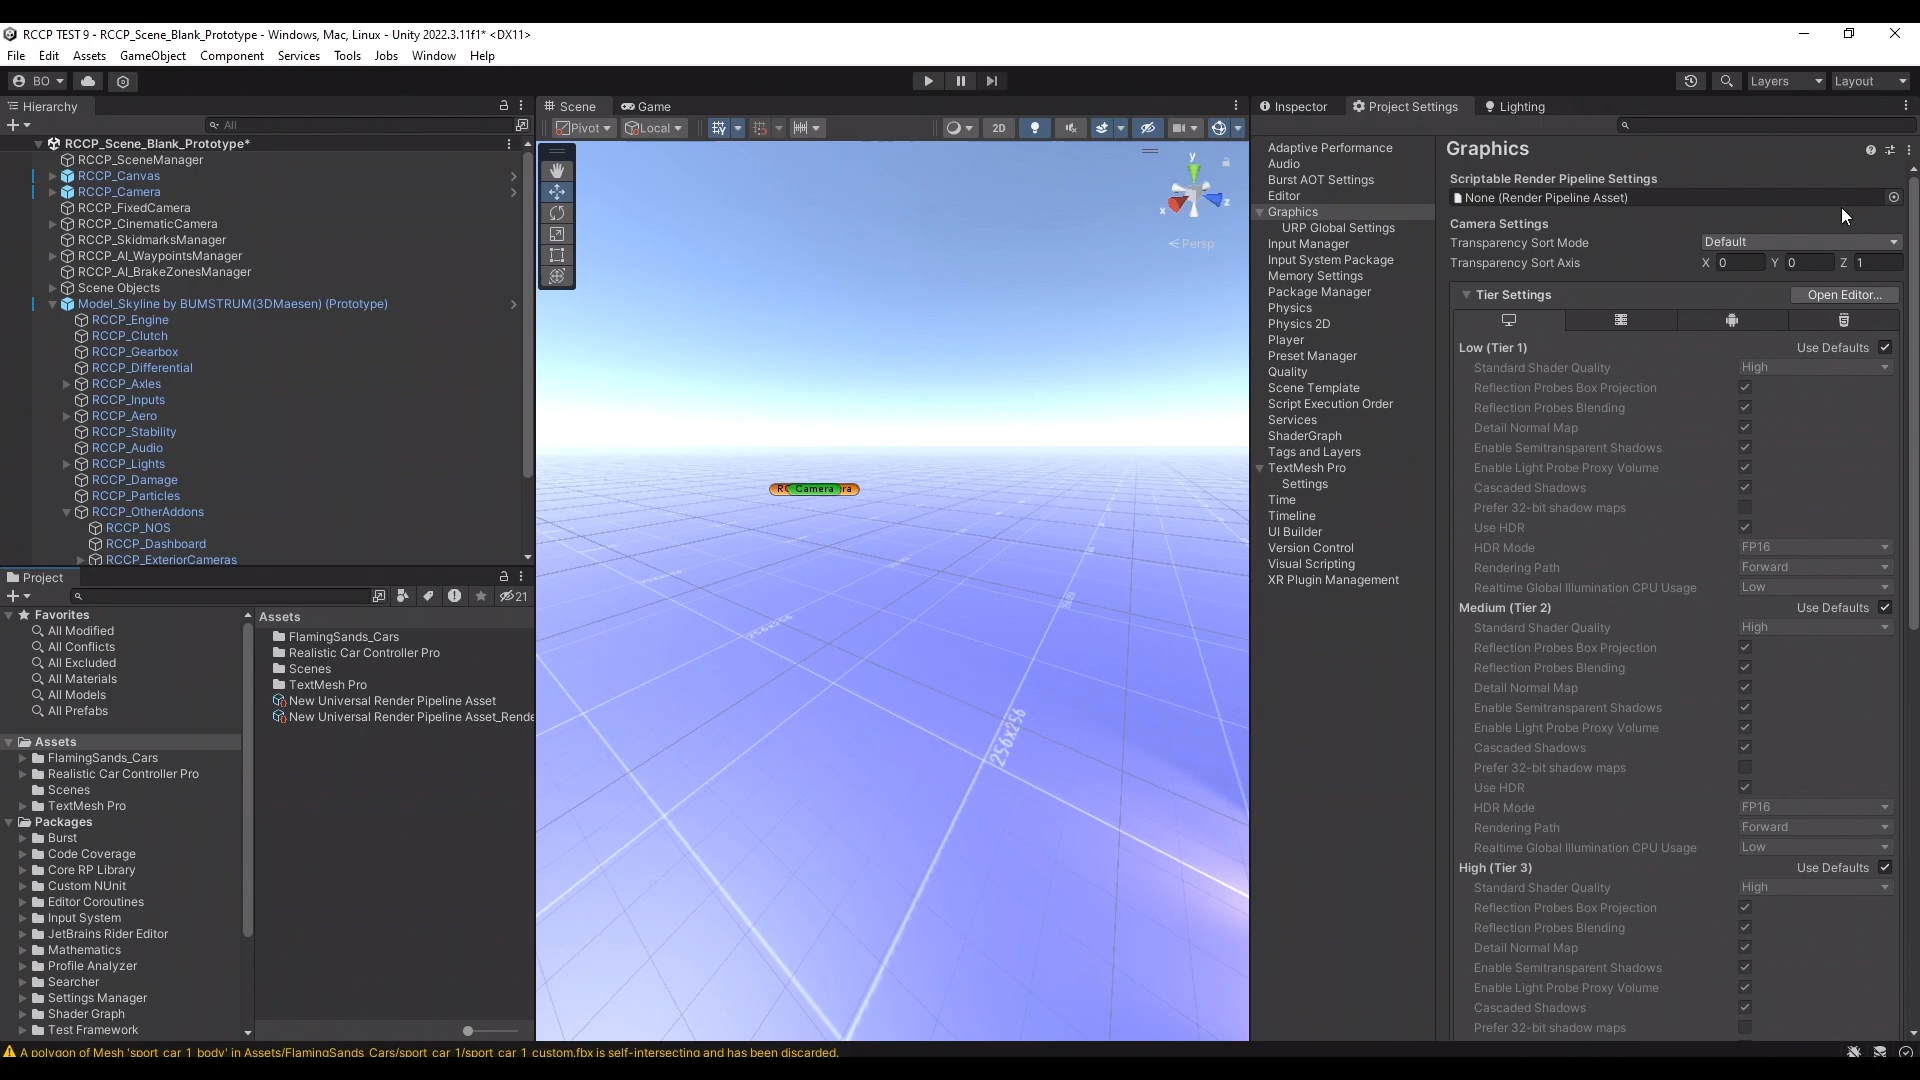 RCCP TEST 9 - RCCP_Scene_Blank_Prototype - Windows, Mac, Linux - Unity 2022.3.11f1* <DX11>
File Edit Assets GameObject Component Services Tools Jobs Window Help
BO Layers Layout
Hierarchy
All
RCCP_Scene_Blank_Prototype*
RCCP_SceneManager
RCCP_Canvas
RCCP_Camera
RCCP_FixedCamera
RCCP_CinematicCamera
RCCP_SkidmarksManager
RCCP_AI_WaypointsManager
RCCP_AI_BrakeZonesManager
Scene Objects
Model_Skyline by BUMSTRUM(3DMaesen) (Prototype)
RCCP_Engine
RCCP_Clutch
RCCP_Gearbox
RCCP_Differential
RCCP_Axles
RCCP_Inputs
RCCP_Aero
RCCP_Stability
RCCP_Audio
RCCP_Lights
RCCP_Damage
RCCP_Particles
RCCP_OtherAddons
RCCP_NOS
RCCP_Dashboard
RCCP_ExteriorCameras
Project
21
Favorites
All Modified
All Conflicts
All Excluded
All Materials
All Models
All Prefabs
Assets
FlamingSands_Cars
Realistic Car Controller Pro
Scenes
TextMesh Pro
Packages
Burst
Code Coverage
Core RP Library
Custom NUnit
Editor Coroutines
Input System
JetBrains Rider Editor
Mathematics
Profile Analyzer
Searcher
Settings Manager
Shader Graph
Test Framework
Assets
FlamingSands_Cars
Realistic Car Controller Pro
Scenes
TextMesh Pro
New Universal Render Pipeline Asset
New Universal Render Pipeline Asset_Rende
Scene Game
Pivot Local 2D
y
x
z
Persp
Camera
256x256
Inspector Project Settings Lighting
Adaptive Performance
Audio
Burst AOT Settings
Editor
Graphics
URP Global Settings
Input Manager
Input System Package
Memory Settings
Package Manager
Physics
Physics 2D
Player
Preset Manager
Quality
Scene Template
Script Execution Order
Services
ShaderGraph
Tags and Layers
TextMesh Pro
Settings
Time
Timeline
UI Builder
Version Control
Visual Scripting
XR Plugin Management
Graphics
Scriptable Render Pipeline Settings
None (Render Pipeline Asset)
Camera Settings
Transparency Sort Mode Default
Transparency Sort Axis X 0 Y 0 Z 1
Tier Settings Open Editor...
Low (Tier 1) Use Defaults
Standard Shader Quality High
Reflection Probes Box Projection
Reflection Probes Blending
Detail Normal Map
Enable Semitransparent Shadows
Enable Light Probe Proxy Volume
Cascaded Shadows
Prefer 32-bit shadow maps
Use HDR
HDR Mode FP16
Rendering Path Forward
Realtime Global Illumination CPU Usage Low
Medium (Tier 2) Use Defaults
Standard Shader Quality High
Reflection Probes Box Projection
Reflection Probes Blending
Detail Normal Map
Enable Semitransparent Shadows
Enable Light Probe Proxy Volume
Cascaded Shadows
Prefer 32-bit shadow maps
Use HDR
HDR Mode FP16
Rendering Path Forward
Realtime Global Illumination CPU Usage Low
High (Tier 3) Use Defaults
Standard Shader Quality High
Reflection Probes Box Projection
Reflection Probes Blending
Detail Normal Map
Enable Semitransparent Shadows
Enable Light Probe Proxy Volume
Cascaded Shadows
Prefer 32-bit shadow maps
A polygon of Mesh 'sport_car_1_body' in Assets/FlamingSands_Cars/sport_car_1/sport_car_1_custom.fbx is self-intersecting and has been discarded.